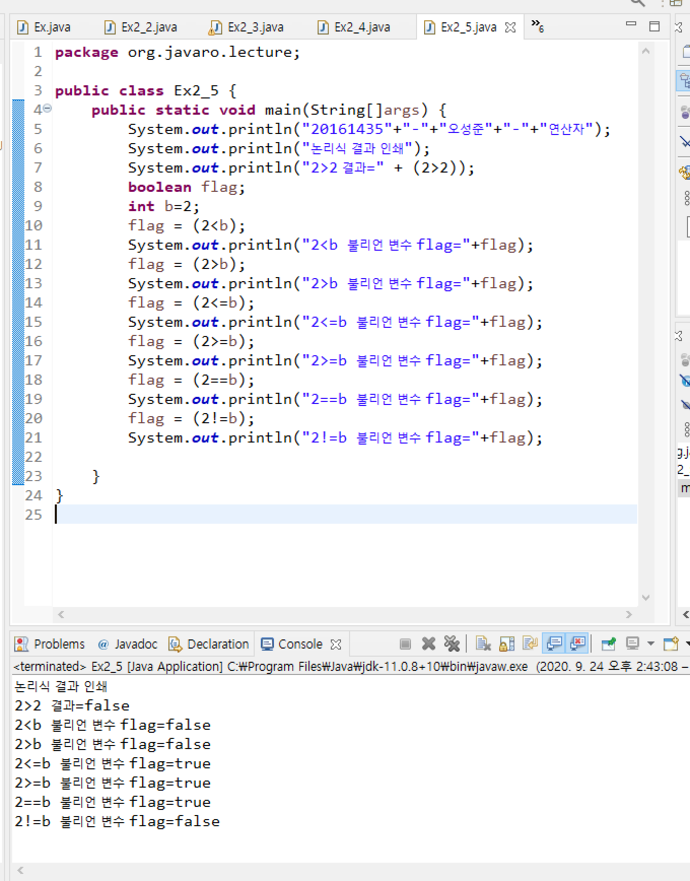 Ex.java Ex2_2.java Ex2_3.java Ex2_4.java Ex2_5.java »6
1 package org.javaro.lecture;
2
3 public class Ex2_5 {
4 public static void main(String[]args) {
5 System.out.println("20161435"+"-"+"오성준"+"-"+"연산자");
6 System.out.println("논리식 결과 인쇄");
7 System.out.println("2>2 결과=" + (2>2));
8 boolean flag;
9 int b=2;
10 flag = (2<b);
11 System.out.println("2<b 불리언 변수 flag="+flag);
12 flag = (2>b);
13 System.out.println("2>b 불리언 변수 flag="+flag);
14 flag = (2<=b);
15 System.out.println("2<=b 불리언 변수 flag="+flag);
16 flag = (2>=b);
17 System.out.println("2>=b 불리언 변수 flag="+flag);
18 flag = (2==b);
19 System.out.println("2==b 불리언 변수 flag="+flag);
20 flag = (2!=b);
21 System.out.println("2!=b 불리언 변수 flag="+flag);
22
23 }
24 }
25
Problems Javadoc Declaration Console
<terminated> Ex2_5 [Java Application] C:₩Program Files₩Java₩jdk-11.0.8+10₩bin₩javaw.exe (2020. 9. 24 오후 2:43:08 –
논리식 결과 인쇄
2>2 결과=false
2<b 불리언 변수 flag=false
2>b 불리언 변수 flag=false
2<=b 불리언 변수 flag=true
2>=b 불리언 변수 flag=true
2==b 불리언 변수 flag=true
2!=b 불리언 변수 flag=false